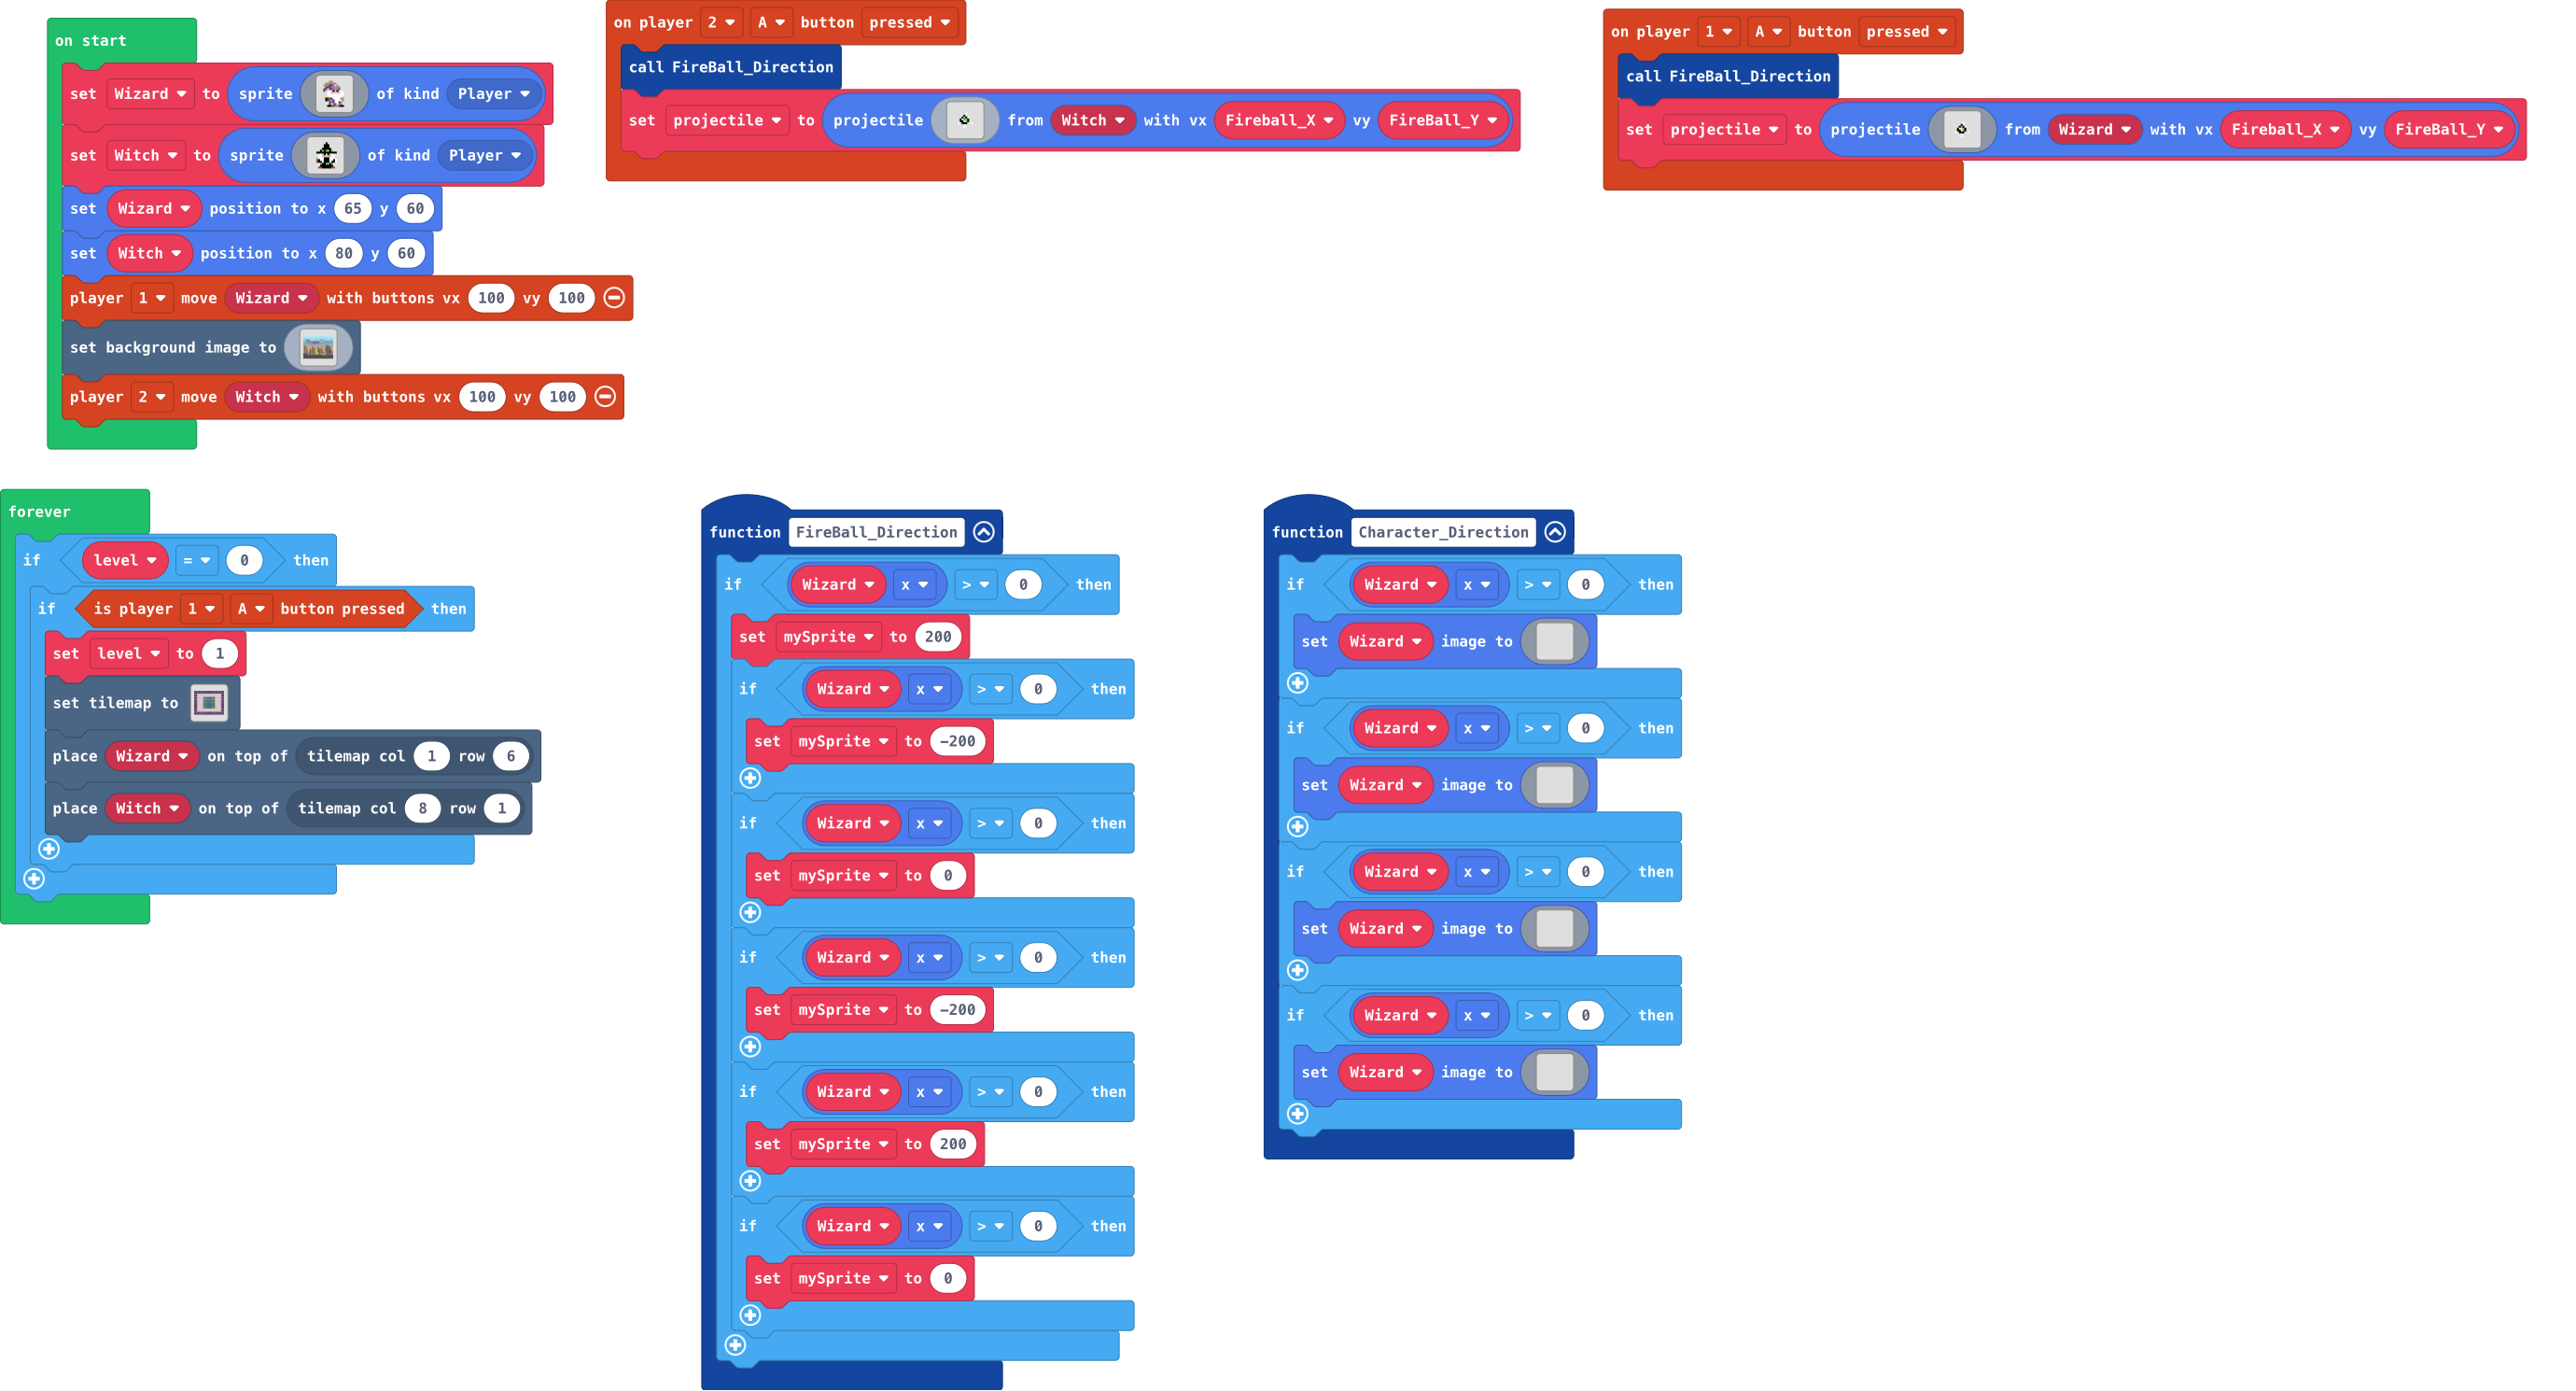 on start
set Wizard to sprite of kind Player
set Witch to sprite of kind Player
set Wizard position to x 65 y 60
set Witch position to x 80 y 60
player 1 move Wizard with buttons vx 100 vy 100
set background image to
player 2 move Witch with buttons vx 100 vy 100
on player 2 A button pressed
call FireBall_Direction
set projectile to projectile from Witch with vx Fireball_X vy FireBall_Y
on player 1 A button pressed
call FireBall_Direction
set projectile to projectile from Wizard with vx Fireball_X vy FireBall_Y
forever
if level = 0 then
if is player 1 A button pressed then
set level to 1
set tilemap to
place Wizard on top of tilemap col 1 row 6
place Witch on top of tilemap col 8 row 1
function FireBall_Direction
if Wizard x > 0 then
set mySprite to 200
if Wizard x > 0 then
set mySprite to -200
if Wizard x > 0 then
set mySprite to 0
if Wizard x > 0 then
set mySprite to -200
if Wizard x > 0 then
set mySprite to 200
if Wizard x > 0 then
set mySprite to 0
function Character_Direction
if Wizard x > 0 then
set Wizard image to
if Wizard x > 0 then
set Wizard image to
if Wizard x > 0 then
set Wizard image to
if Wizard x > 0 then
set Wizard image to